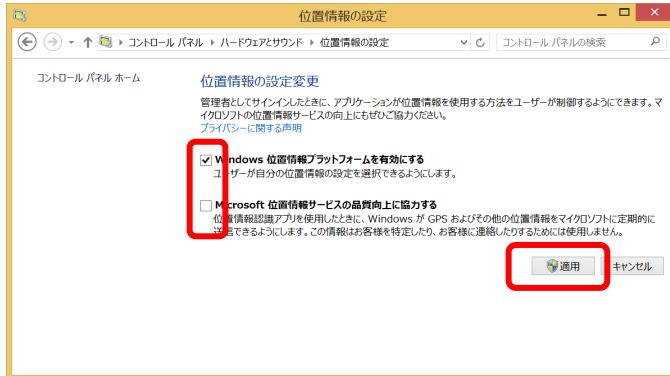 位置情報の設定
コントロール パネル ハードウェアとサウンド 位置情報の設定
コントロール パネルの検索
コントロール パネル ホーム
位置情報の設定変更
管理者としてサインインしたときに、アプリケーションが位置情報を使用する方法をユーザーが制御するようにできます。マ
イクロソフトの位置情報サービスの向上にもぜひご協力ください。
プライバシーに関する声明
Windows 位置情報プラットフォームを有効にする
ユーザーが自分の位置情報の設定を選択できるようにします。
Microsoft 位置情報サービスの品質向上に協力する
位置情報認識アプリを使用したときに、Windows が GPS およびその他の位置情報をマイクロソフトに定期的に
送信できるようにします。この情報はお客様を特定したり、お客様に連絡したりするためには使用しません。
適用
キャンセル